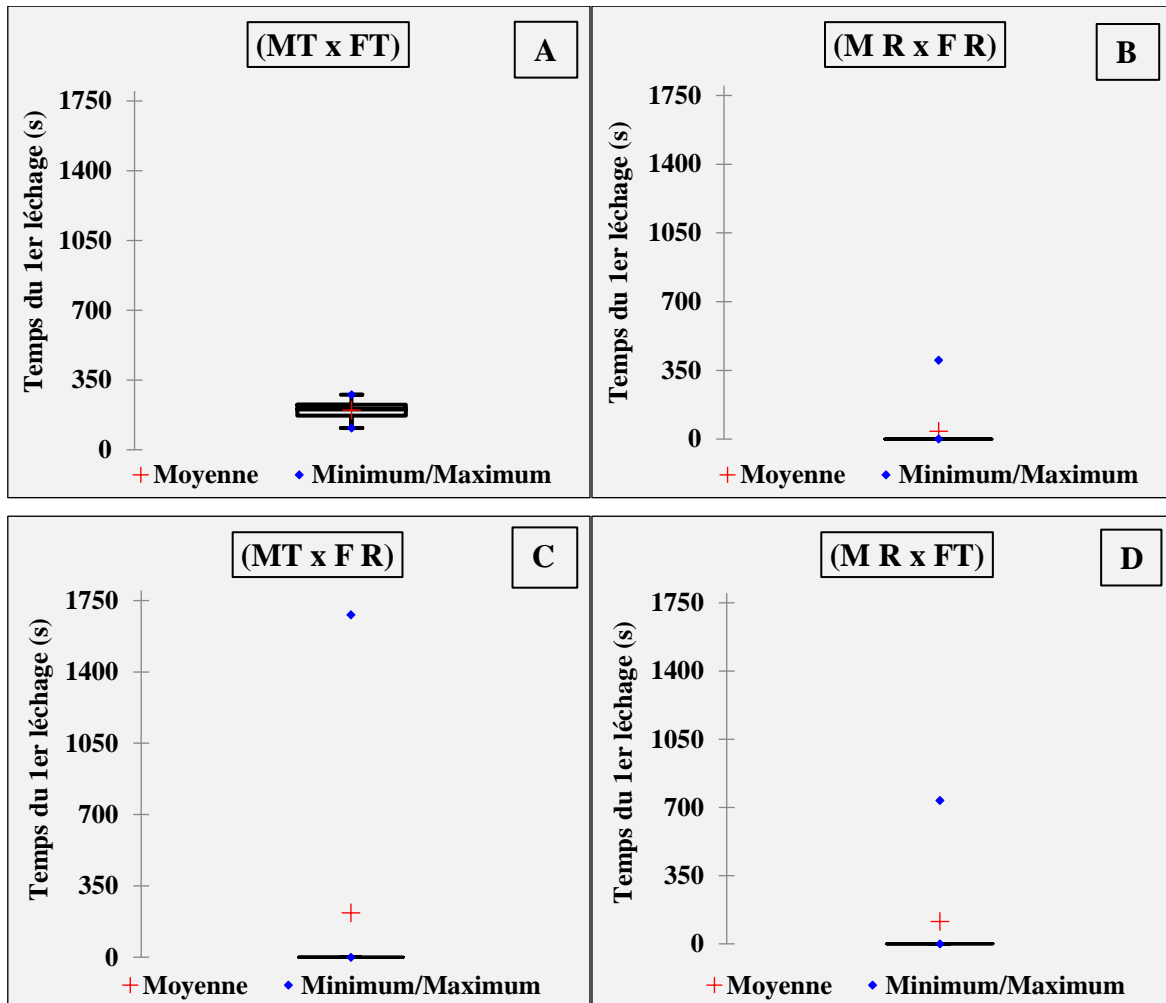 (MT x FT)
A
Temps du 1er léchage (s)
1750
1400
1050
700
350
0
Moyenne
Minimum/Maximum
(M R x F R)
B
Temps du 1er léchage (s)
1750
1400
1050
700
350
0
Moyenne
Minimum/Maximum
(MT x F R)
C
Temps du 1er léchage (s)
1750
1400
1050
700
350
0
Moyenne
Minimum/Maximum
(M R x FT)
D
Temps du 1er léchage (s)
1750
1400
1050
700
350
0
Moyenne
Minimum/Maximum